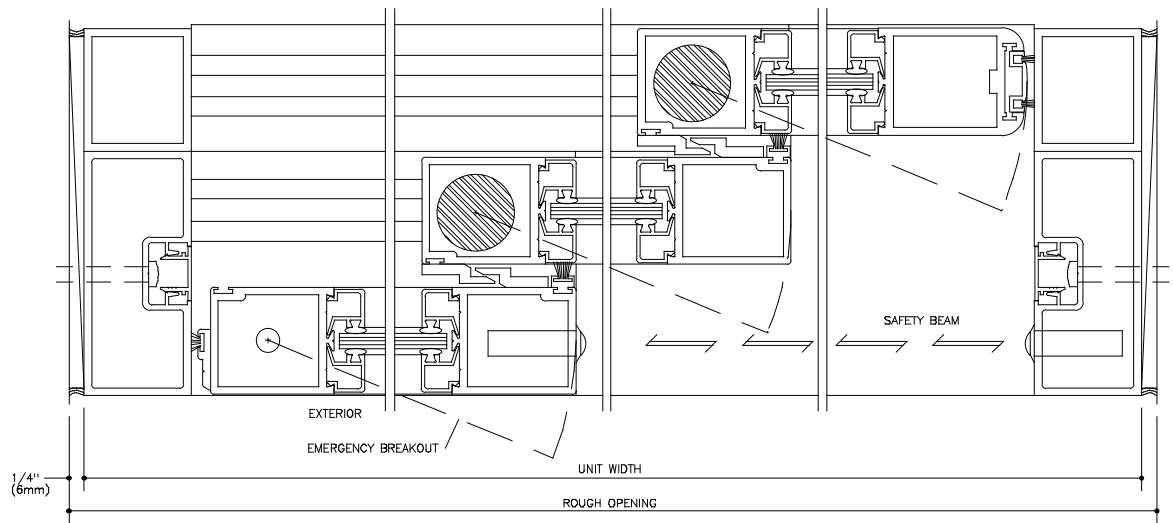 SAFETY BEAM
EXTERIOR
EMERGENCY BREAKOUT
UNIT WIDTH
1/4"
(6mm)
ROUGH OPENING